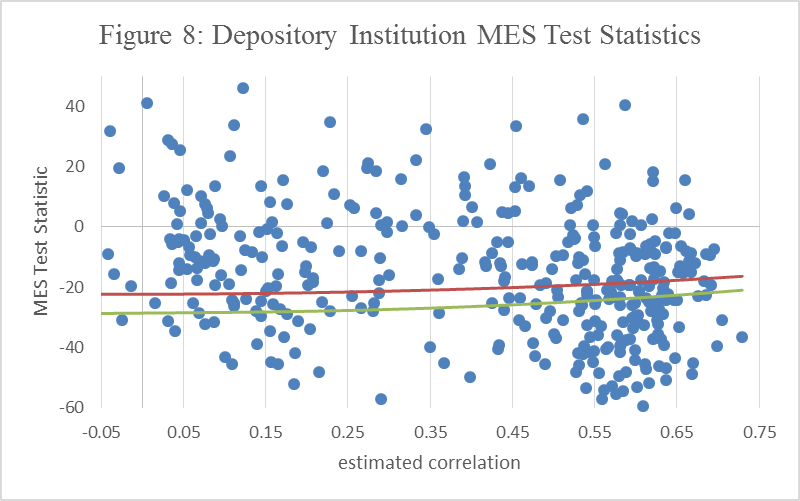 Figure 8: Depository Institution MES Test Statistics
40
20
0
-20
-40
-60
MES Test Statistic
-0.05 0.05 0.15 0.25 0.35 0.45 0.55 0.65 0.75
estimated correlation